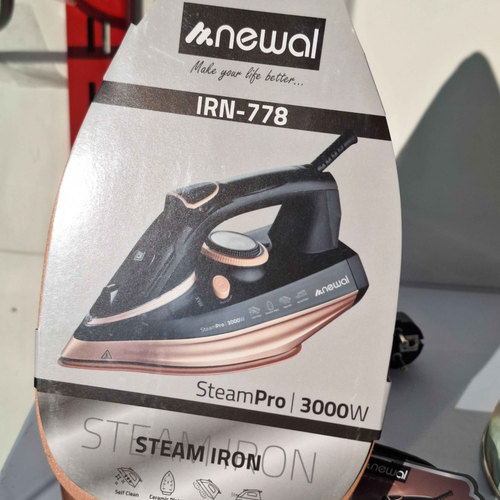 newal
Make your life better...
IRN-778
newal
SteamPro | 3000W
SteamPro | 3000W
STEAM IRON
STEAM IRON
Self Clean
newal